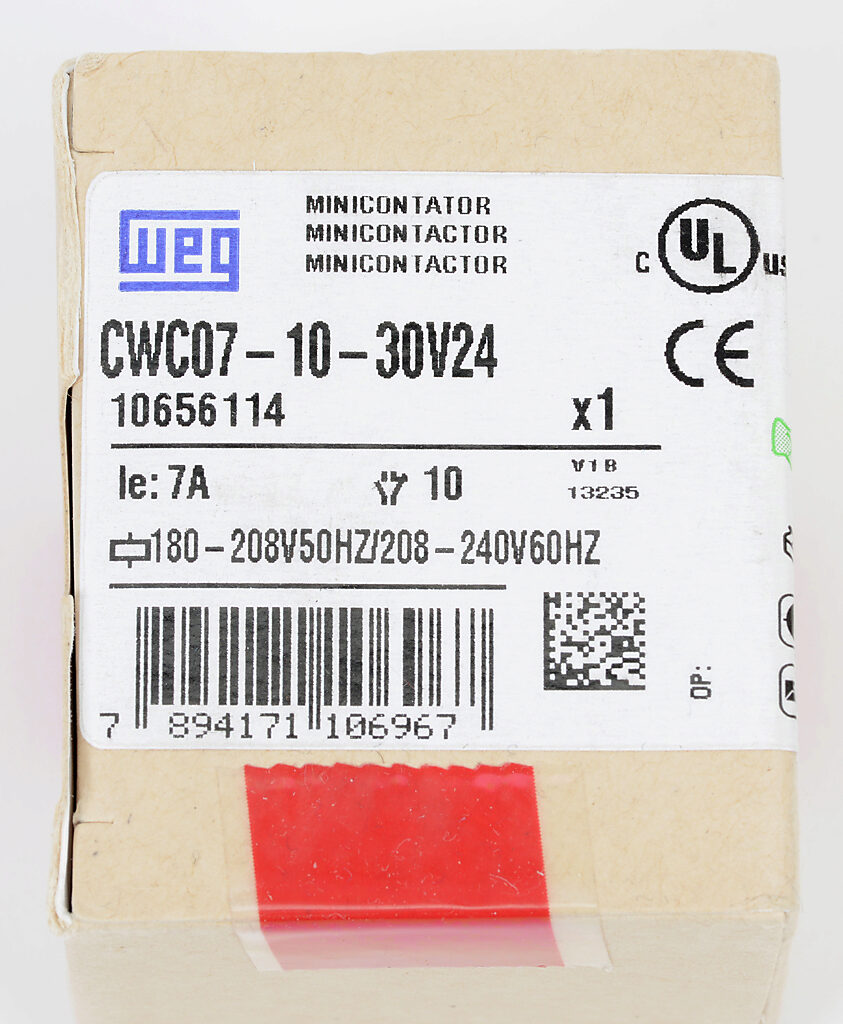 weg
MINICONTATOR
MINICONTACTOR
MINICONTACTOR
C UL US
CWC07-10-30V24
CE
10656114
x1
Ie: 7A
10
V1B
13235
180-208V50HZ/208-240V60HZ
OP:
7 894171 106967